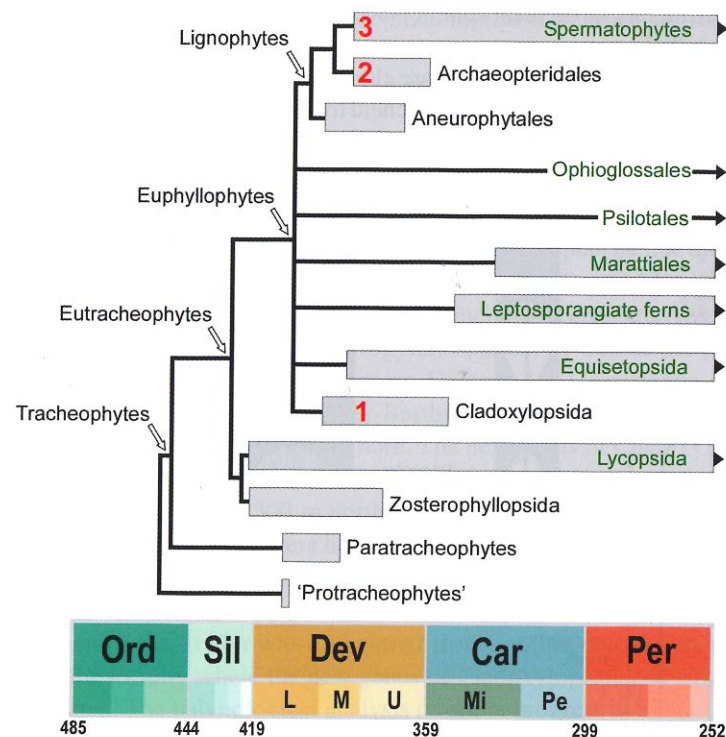 3 Spermatophytes
Lignophytes
2 Archaeopteridales
Aneurophytales
Ophioglossales
Euphyllophytes
Psilotales
Marattiales
Leptosporangiate ferns
Eutracheophytes
Equisetopsida
1 Cladoxylopsida
Tracheophytes
Lycopsida
Zosterophyllopsida
Paratracheophytes
‘Protracheophytes’
Ord Sil Dev Car Per
L M U Mi Pe
485 444 419 359 299 252